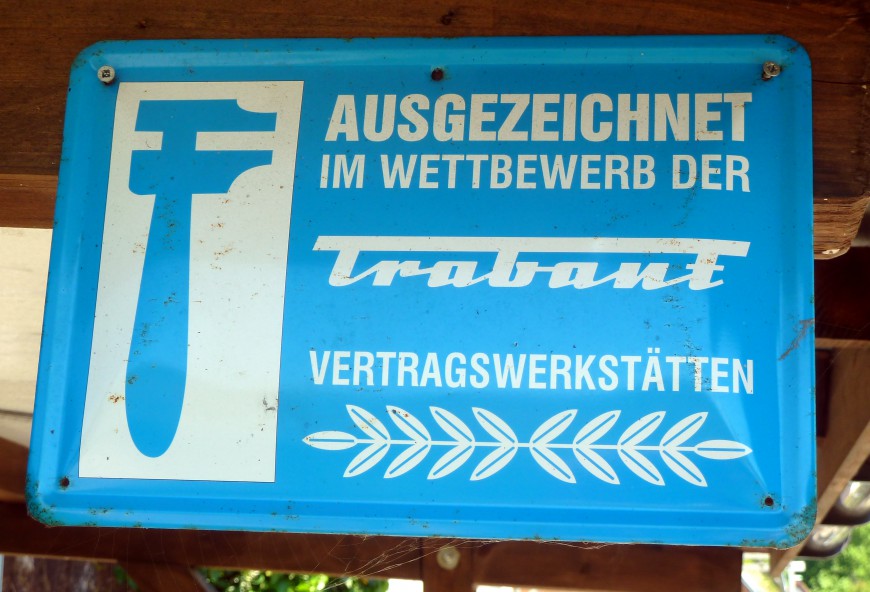 AUSGEZEICHNET
IM WETTBEWERB DER
Trabant
VERTRAGSWERKSTÄTTEN